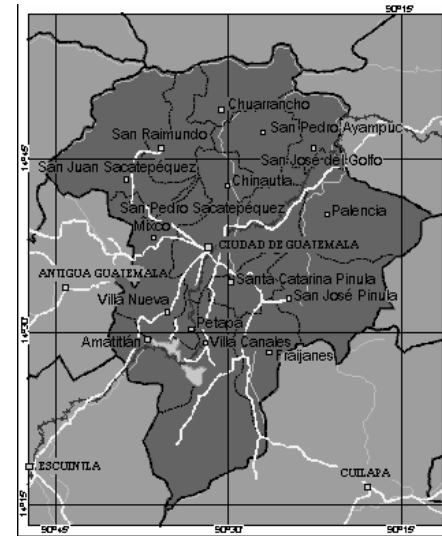 90°15'
Chuarrancho
San Raimundo
San Pedro Ayampuc
14°45'
San José del Golfo
San Juan Sacatepéquez
Chinautla
San Pedro Sacatepéquez
Palencia
Mixco
CIUDAD DE GUATEMALA
ANTIGUA GUATEMALA
Santa Catarina Pinula
San José Pinula
Villa Nueva
14°30'
Petapa
Amatitlán
Villa Canales
Fraijanes
ESCUINTLA
CUILAPA
14°15'
90°45'
90°30'
90°15'